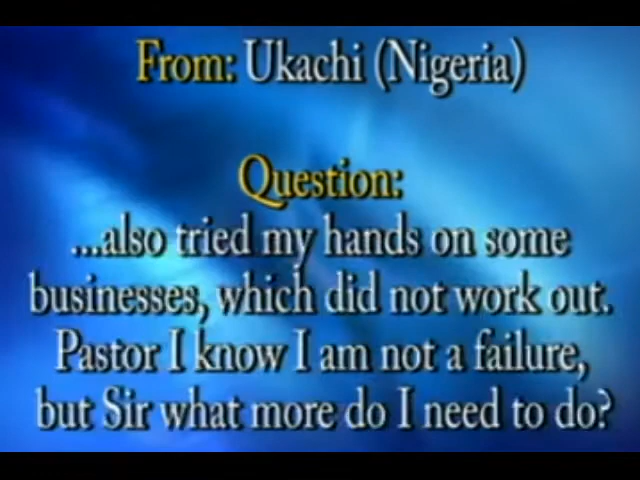 From: Ukachi (Nigeria)
Question:
...also tried my hands on some
businesses, which did not work out.
Pastor I know I am not a failure,
but Sir what more do I need to do?